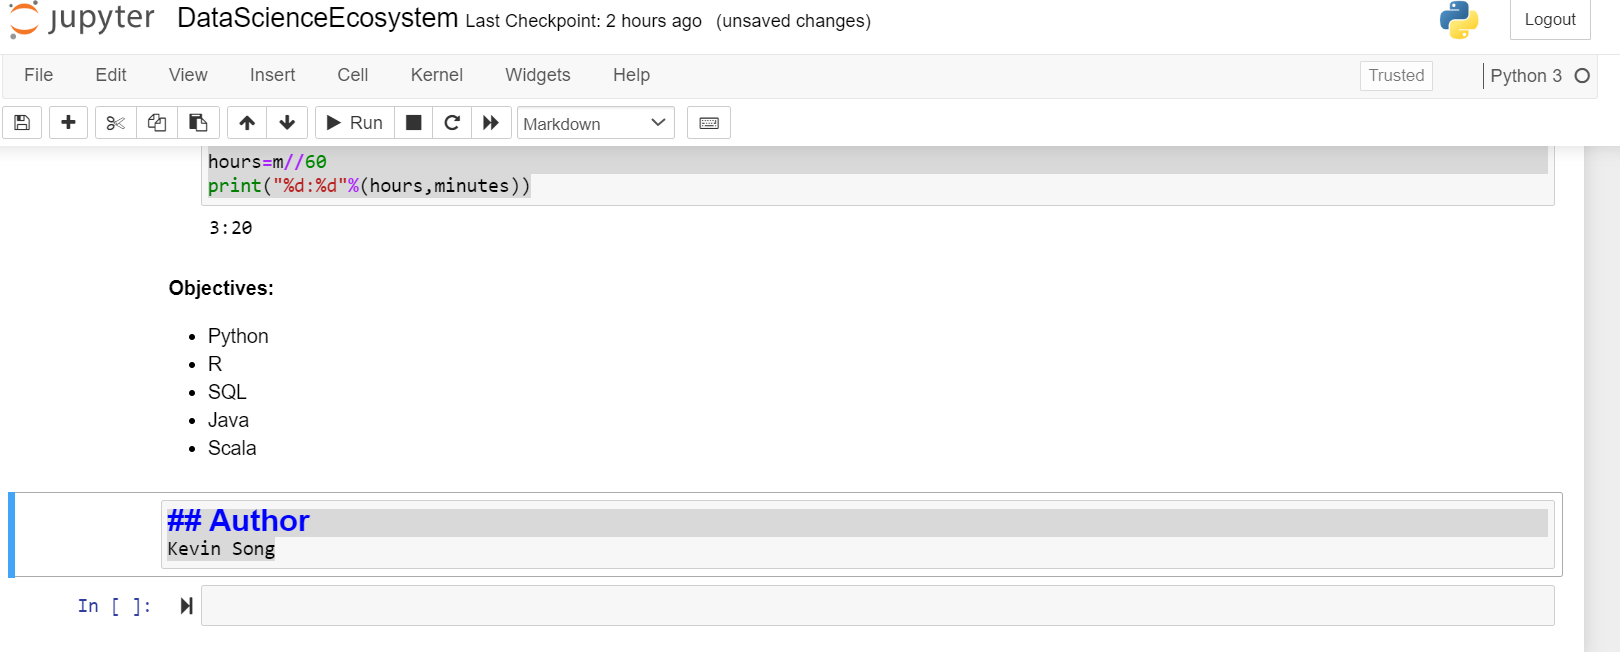 jupyter DataScienceEcosystem Last Checkpoint: 2 hours ago (unsaved changes) Logout
File Edit View Insert Cell Kernel Widgets Help Trusted Python 3
Run Markdown
hours=m//60
print("%d:%d"%(hours,minutes))
3:20
Objectives:
• Python
• R
• SQL
• Java
• Scala
## Author
Kevin Song
In [ ]: